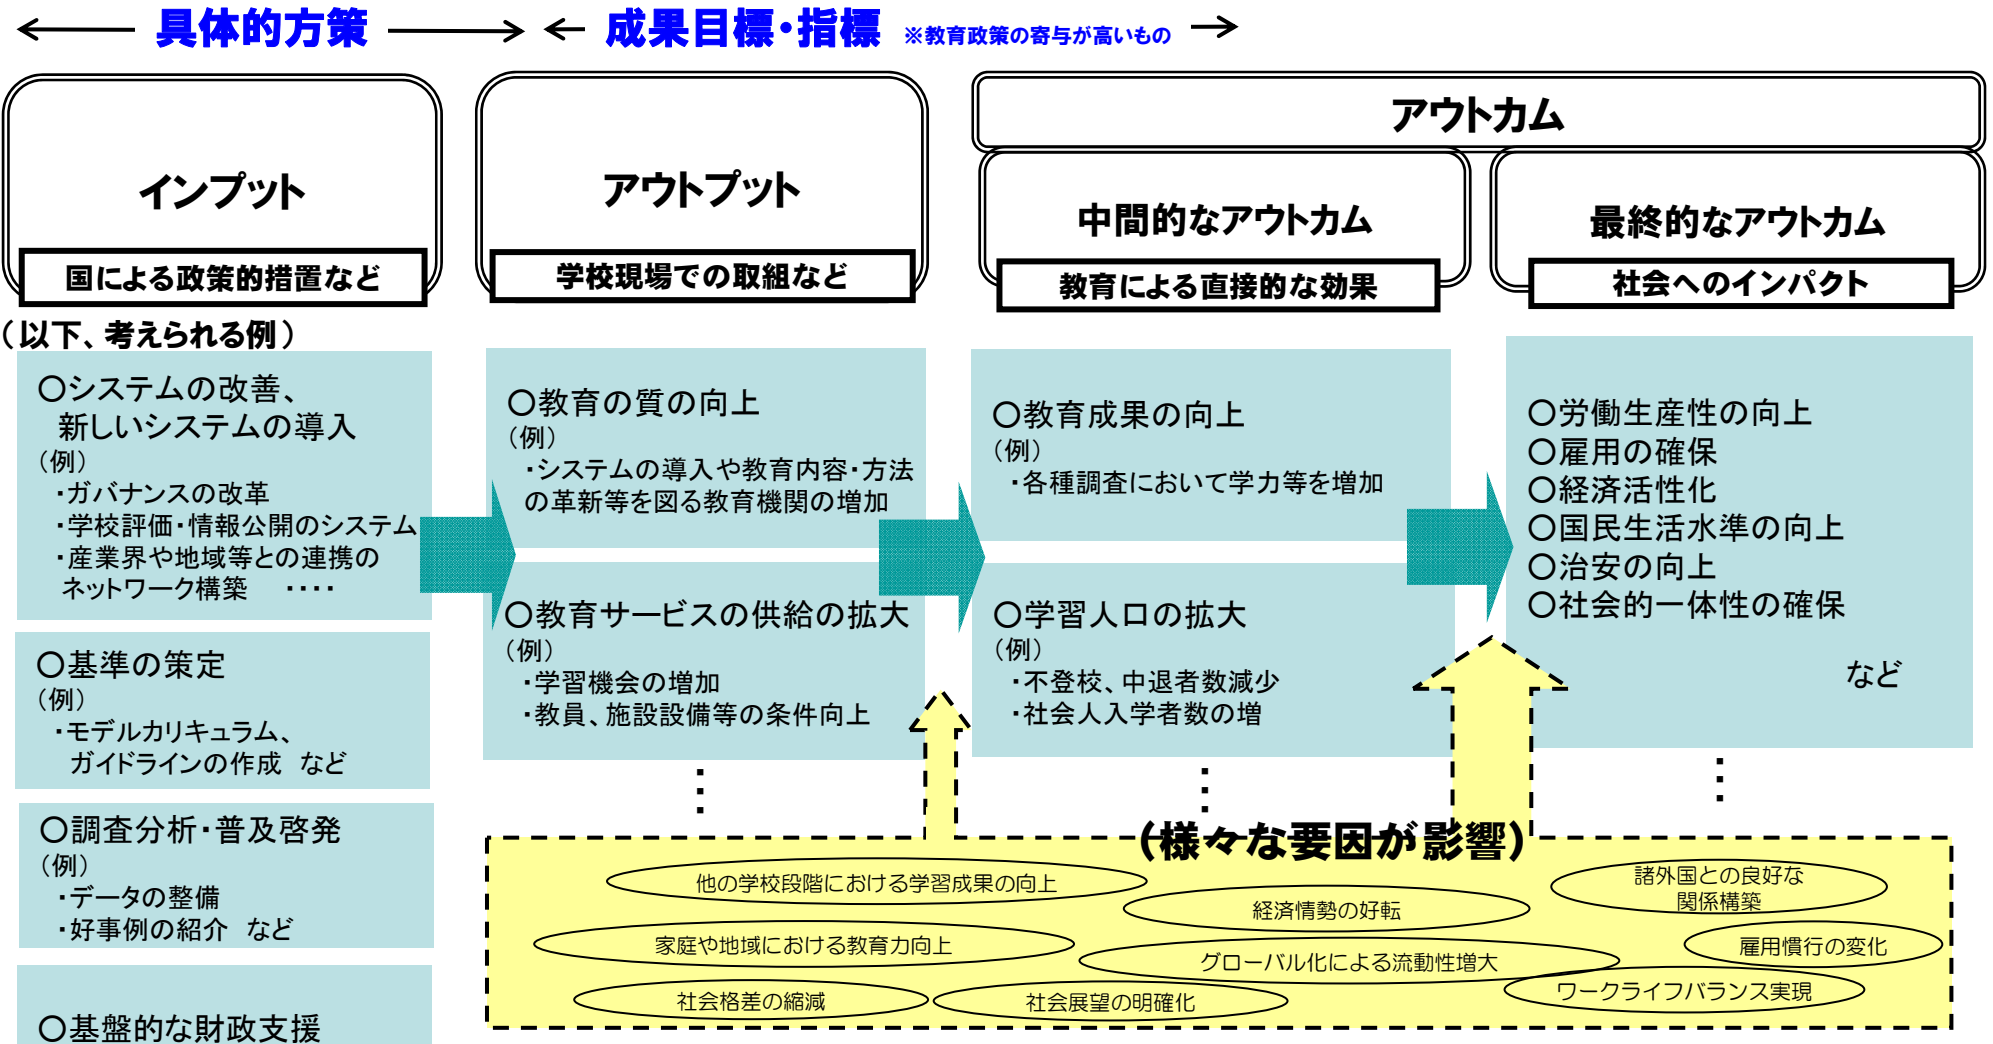 具体的方策
成果目標・指標 ※教育政策の寄与が高いもの
インプット
国による政策的措置など
アウトプット
学校現場での取組など
アウトカム
中間的なアウトカム
教育による直接的な効果
最終的なアウトカム
社会へのインパクト
(以下、考えられる例)
○システムの改善、
新しいシステムの導入
(例)
・ガバナンスの改革
・学校評価・情報公開のシステム
・産業界や地域等との連携の
ネットワーク構築 ・・・・
○基準の策定
(例)
・モデルカリキュラム、
ガイドラインの作成 など
○調査分析・普及啓発
(例)
・データの整備
・好事例の紹介 など
○基盤的な財政支援
○教育の質の向上
(例)
・システムの導入や教育内容・方法
の革新等を図る教育機関の増加
○教育サービスの供給の拡大
(例)
・学習機会の増加
・教員、施設設備等の条件向上
・・・
○教育成果の向上
(例)
・各種調査において学力等を増加
○学習人口の拡大
(例)
・不登校、中退者数減少
・社会人入学者数の増
・・・
○労働生産性の向上
○雇用の確保
○経済活性化
○国民生活水準の向上
○治安の向上
○社会的一体性の確保
など
・・・
(様々な要因が影響)
他の学校段階における学習成果の向上
経済情勢の好転
諸外国との良好な
関係構築
家庭や地域における教育力向上
グローバル化による流動性増大
雇用慣行の変化
社会格差の縮減
社会展望の明確化
ワークライフバランス実現